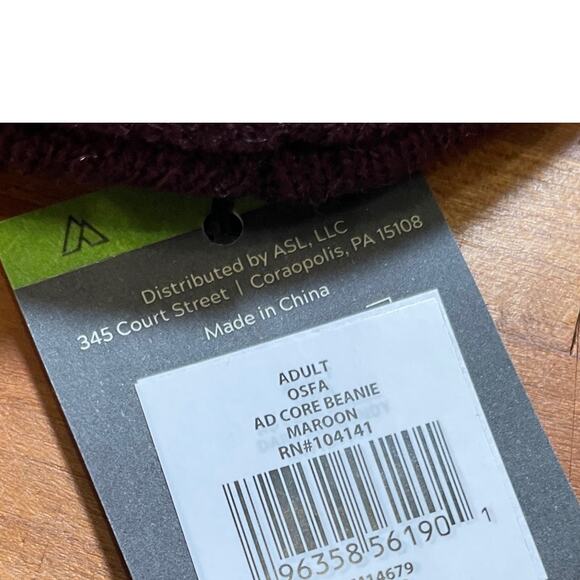 Distributed by ASL, LLC
345 Court Street | Coraopolis, PA 15108
Made in China
ADULT
OSFA
AD CORE BEANIE
MAROON
RN#104141
96358 56190 1